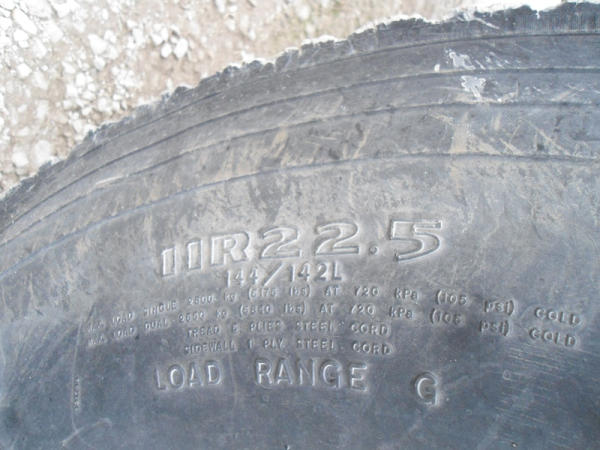 11R22.5
144/142L
MAX LOAD SINGLE 2800 KG (6175 lbs) AT 720 kPa (105 psi) COLD
MAX LOAD DUAL 2650 KG (5840 lbs) AT 720 kPa (105 psi) COLD
TREAD 5 PLIES STEEL CORD
SIDEWALL 1 PLY STEEL CORD
LOAD RANGE G